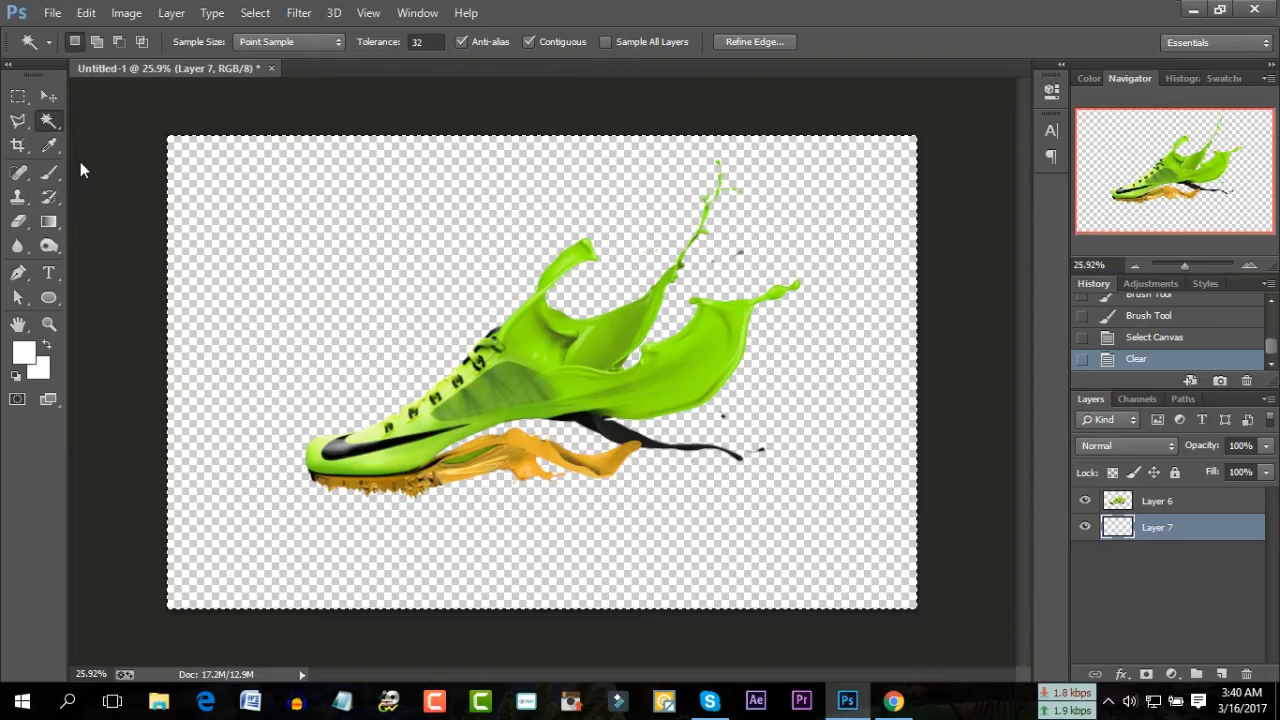 Ps File Edit Image Layer Type Select Filter 3D View Window Help
Sample Size: Point Sample Tolerance: 32 Anti-alias Contiguous Sample All Layers Refine Edge... Essentials
Untitled-1 @ 25.9% (Layer 7, RGB/8) * ×
Color Navigator Histogr Swatche
25.92%
History Adjustments Styles
Brush Tool
Brush Tool
Select Canvas
Clear
Layers Channels Paths
Kind
Normal Opacity: 100%
Lock: Fill: 100%
Layer 6
Layer 7
25.92% Doc: 17.2M/12.9M
Ae Pr Ps
1.8 kbps
1.9 kbps
3:40 AM
3/16/2017